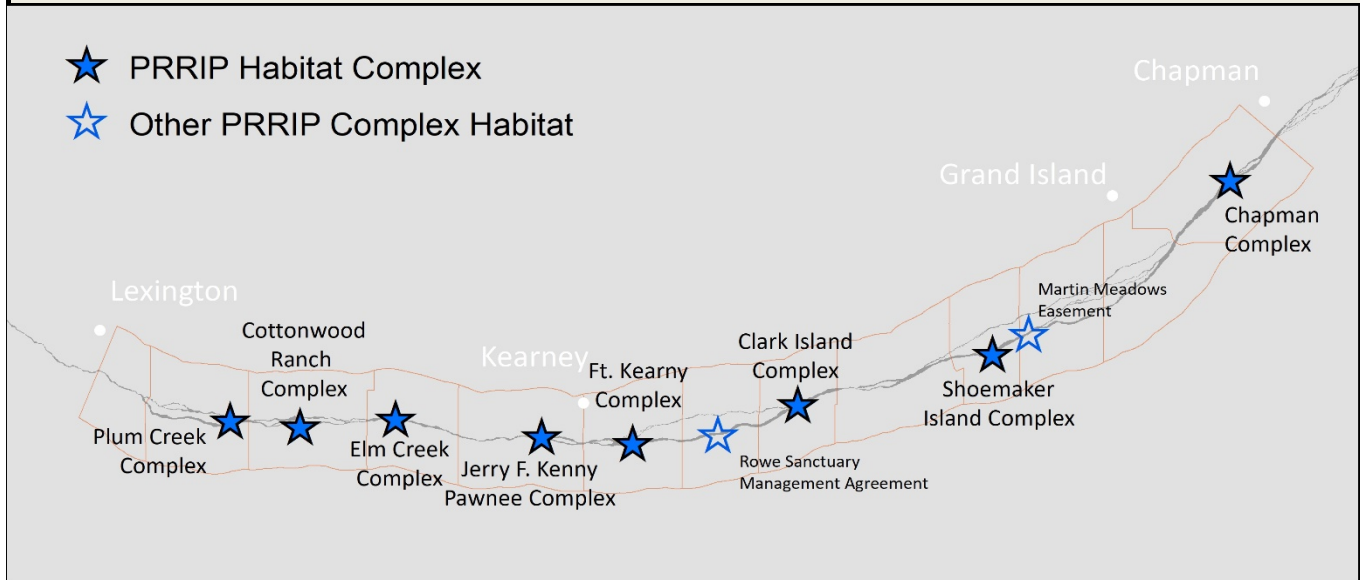 PRRIP Habitat Complex
Other PRRIP Complex Habitat
Chapman
Grand Island
Chapman
Complex
Martin Meadows
Easement
Lexington
Cottonwood
Ranch
Complex
Kearney
Ft. Kearny
Complex
Clark Island
Complex
Shoemaker
Island Complex
Plum Creek
Complex
Elm Creek
Complex
Jerry F. Kenny
Pawnee Complex
Rowe Sanctuary
Management Agreement